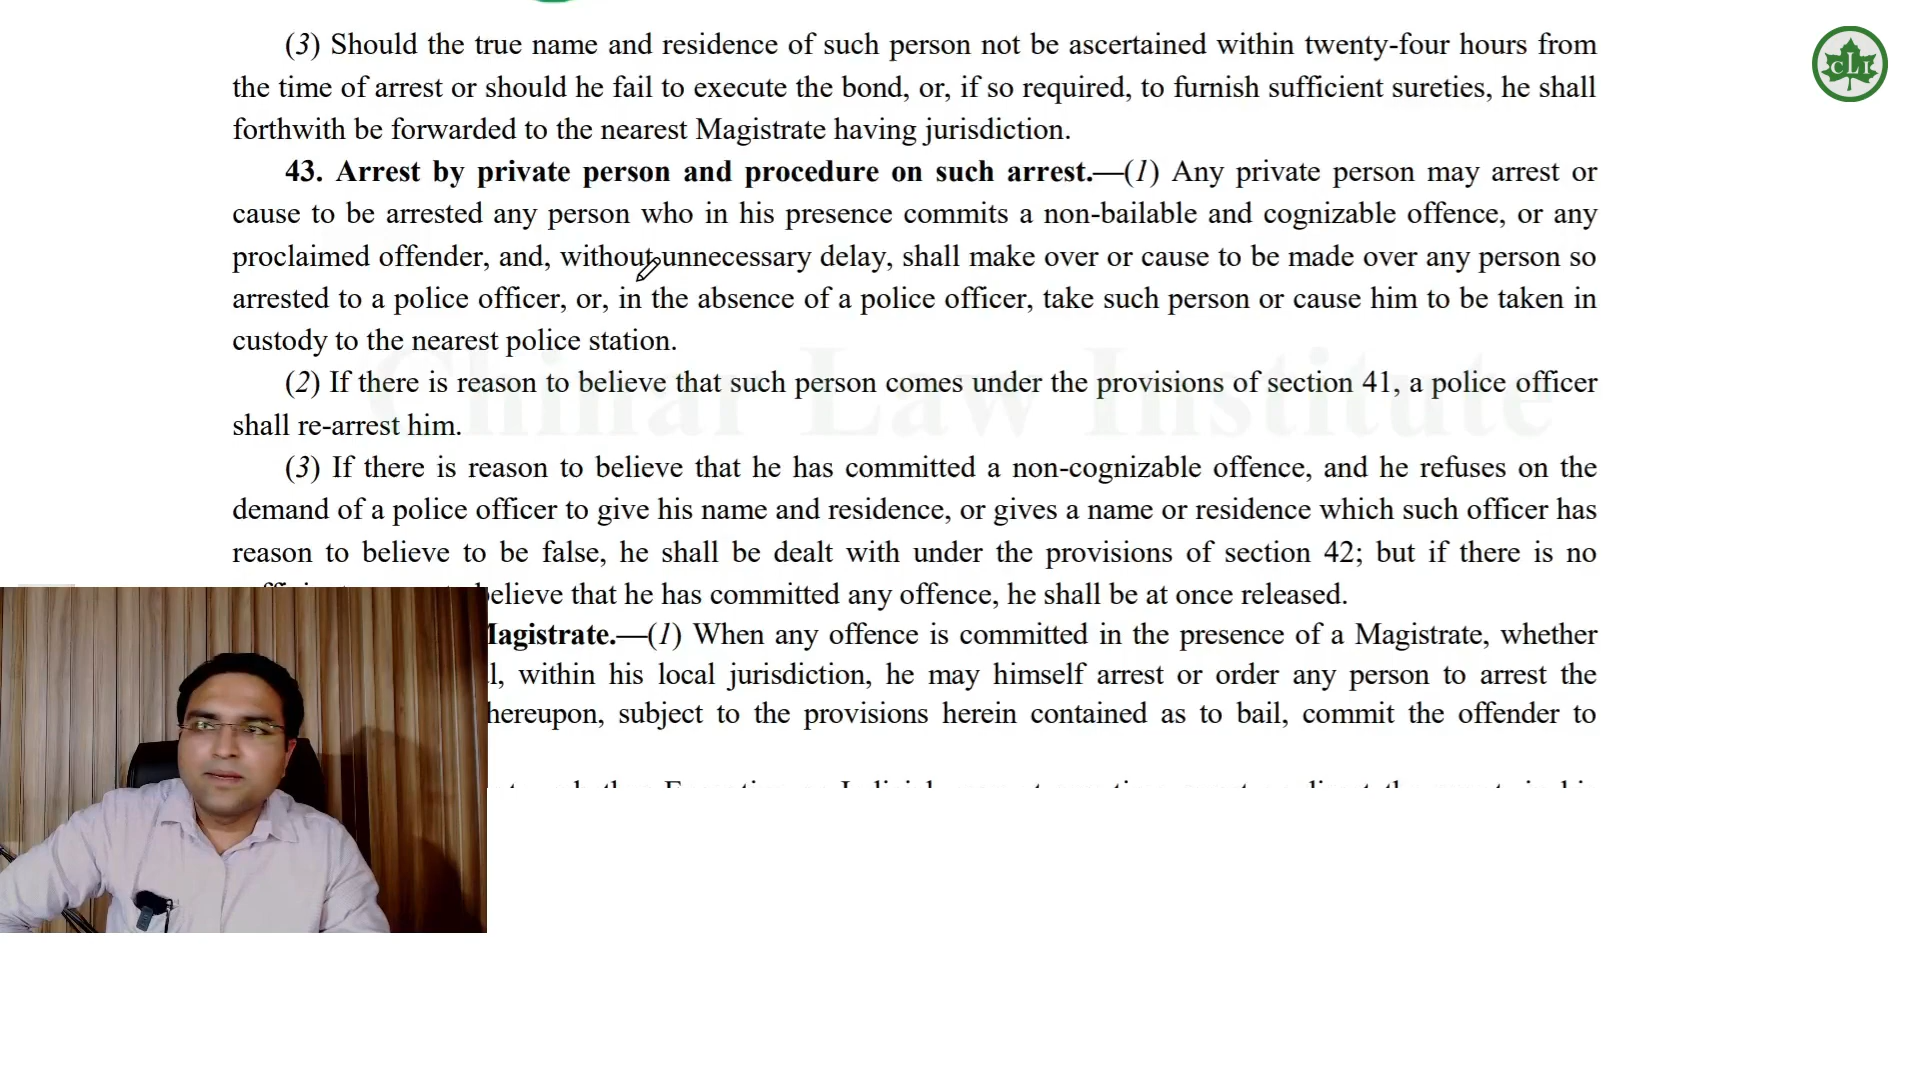 (3) Should the true name and residence of such person not be ascertained within twenty-four hours from
the time of arrest or should he fail to execute the bond, or, if so required, to furnish sufficient sureties, he shall
forthwith be forwarded to the nearest Magistrate having jurisdiction.
43. Arrest by private person and procedure on such arrest.—(1) Any private person may arrest or
cause to be arrested any person who in his presence commits a non-bailable and cognizable offence, or any
proclaimed offender, and, without unnecessary delay, shall make over or cause to be made over any person so
arrested to a police officer, or, in the absence of a police officer, take such person or cause him to be taken in
custody to the nearest police station.
(2) If there is reason to believe that such person comes under the provisions of section 41, a police officer
shall re-arrest him.
(3) If there is reason to believe that he has committed a non-cognizable offence, and he refuses on the
demand of a police officer to give his name and residence, or gives a name or residence which such officer has
reason to believe to be false, he shall be dealt with under the provisions of section 42; but if there is no
believe that he has committed any offence, he shall be at once released.
Magistrate.—(1) When any offence is committed in the presence of a Magistrate, whether
within his local jurisdiction, he may himself arrest or order any person to arrest the
subject to the provisions herein contained as to bail, commit the offender to
Chinar Law Institute
CLI